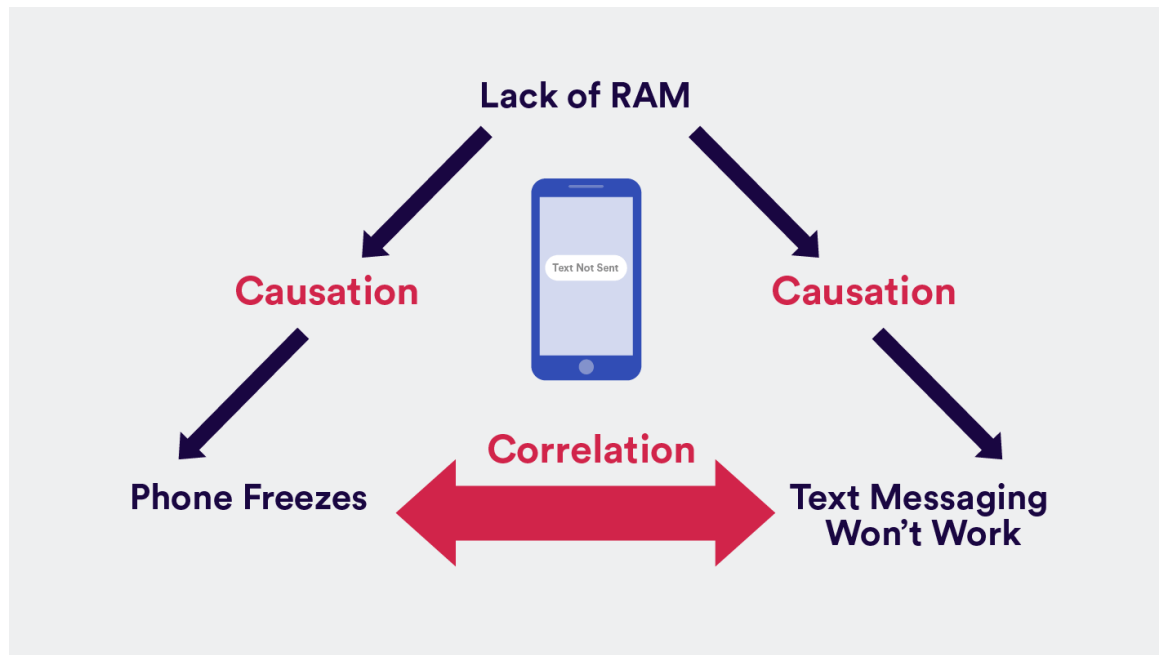 Lack of RAM
Text Not Sent
Causation
Causation
Correlation
Phone Freezes
Text Messaging
Won’t Work